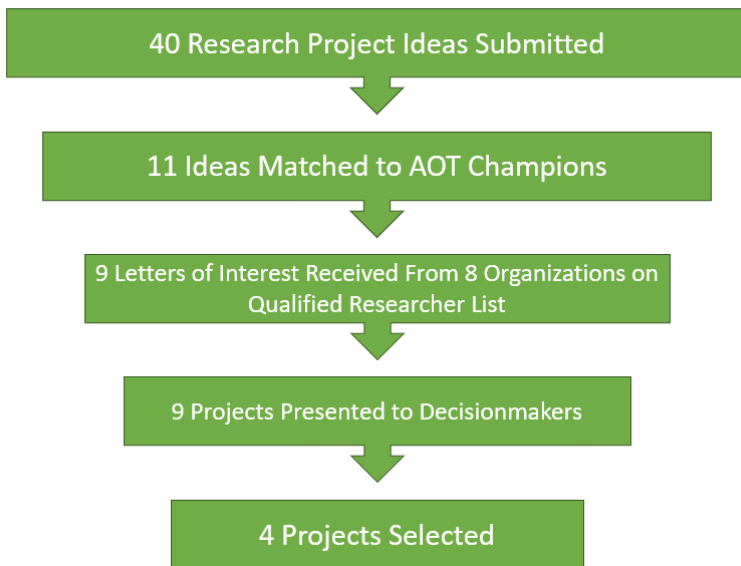 40 Research Project Ideas Submitted
11 Ideas Matched to AOT Champions
9 Letters of Interest Received From 8 Organizations on
Qualified Researcher List
9 Projects Presented to Decisionmakers
4 Projects Selected